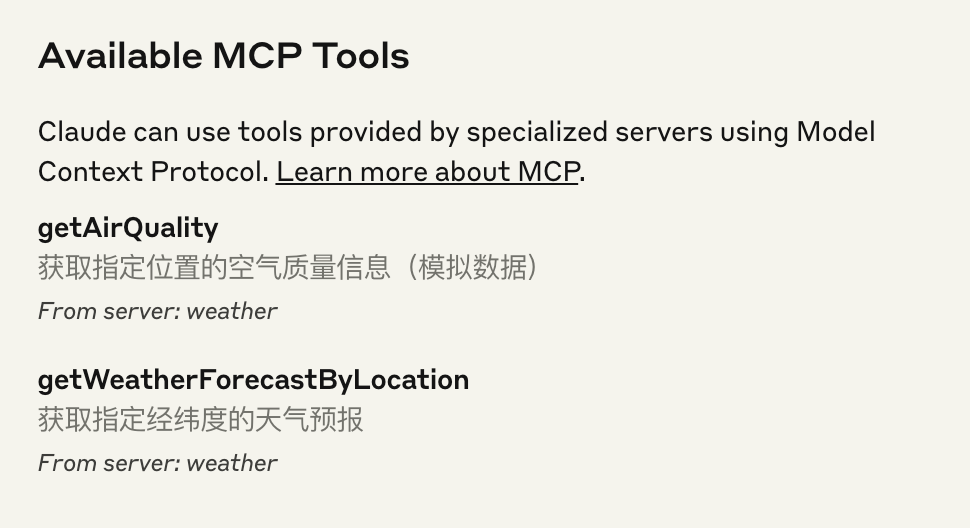 Available MCP Tools
Claude can use tools provided by specialized servers using Model
Context Protocol. Learn more about MCP.
getAirQuality
获取指定位置的空气质量信息（模拟数据）
From server: weather
getWeatherForecastByLocation
获取指定经纬度的天气预报
From server: weather